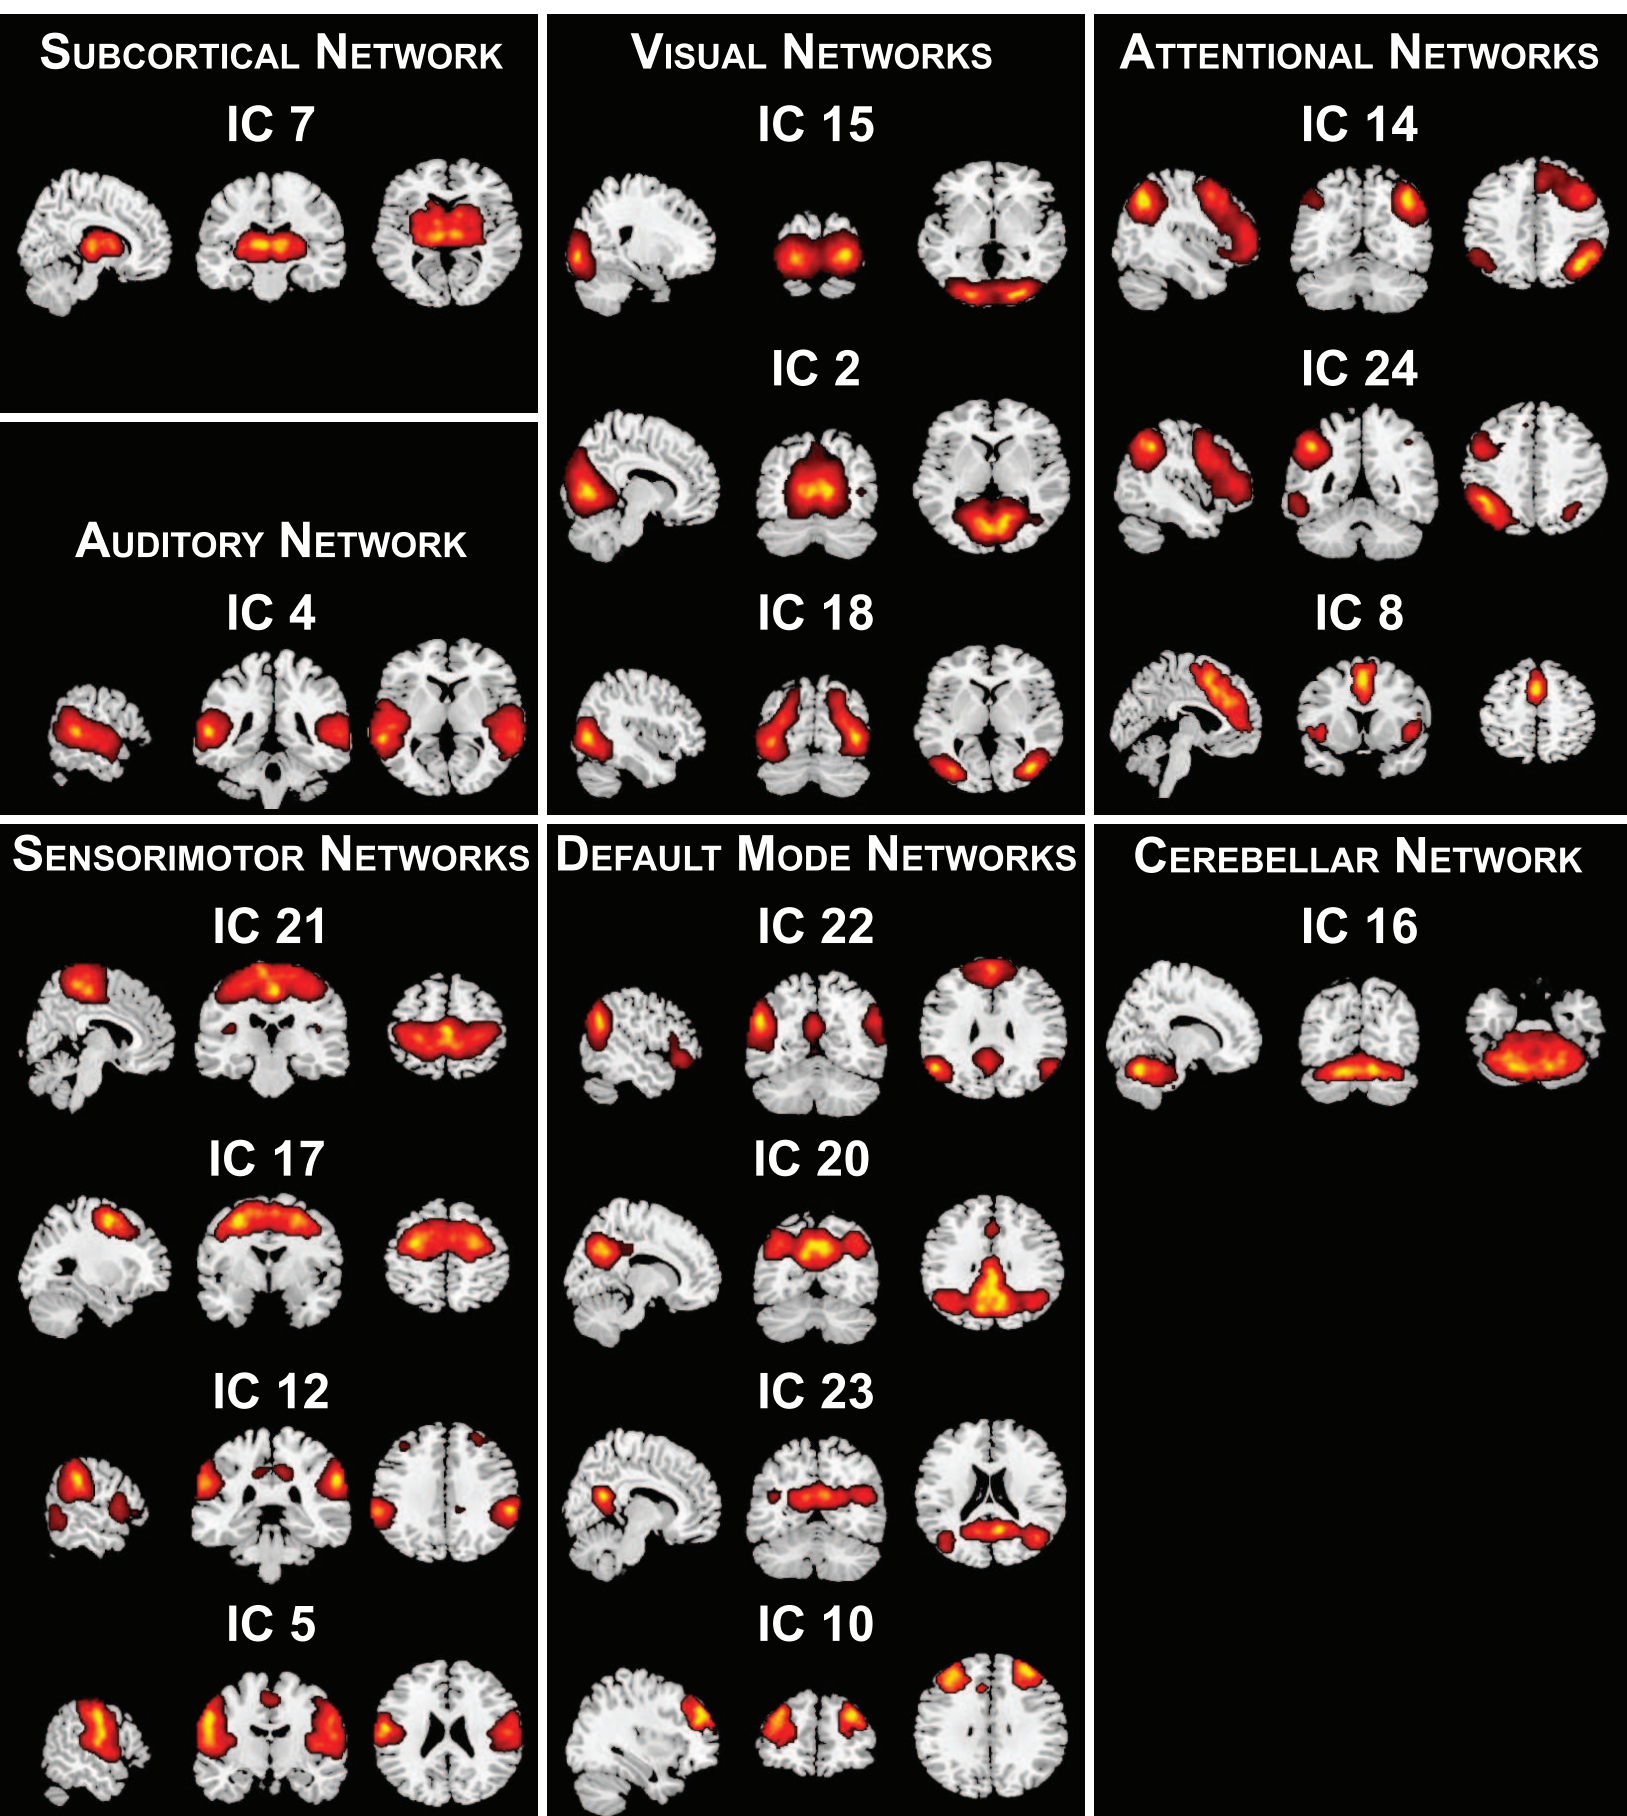 SUBCORTICAL NETWORK
IC 7
AUDITORY NETWORK
IC 4
VISUAL NETWORKS
IC 15
IC 2
IC 18
ATTENTIONAL NETWORKS
IC 14
IC 24
IC 8
SENSORIMOTOR NETWORKS
IC 21
IC 17
IC 12
IC 5
DEFAULT MODE NETWORKS
IC 22
IC 20
IC 23
IC 10
CEREBELLAR NETWORK
IC 16